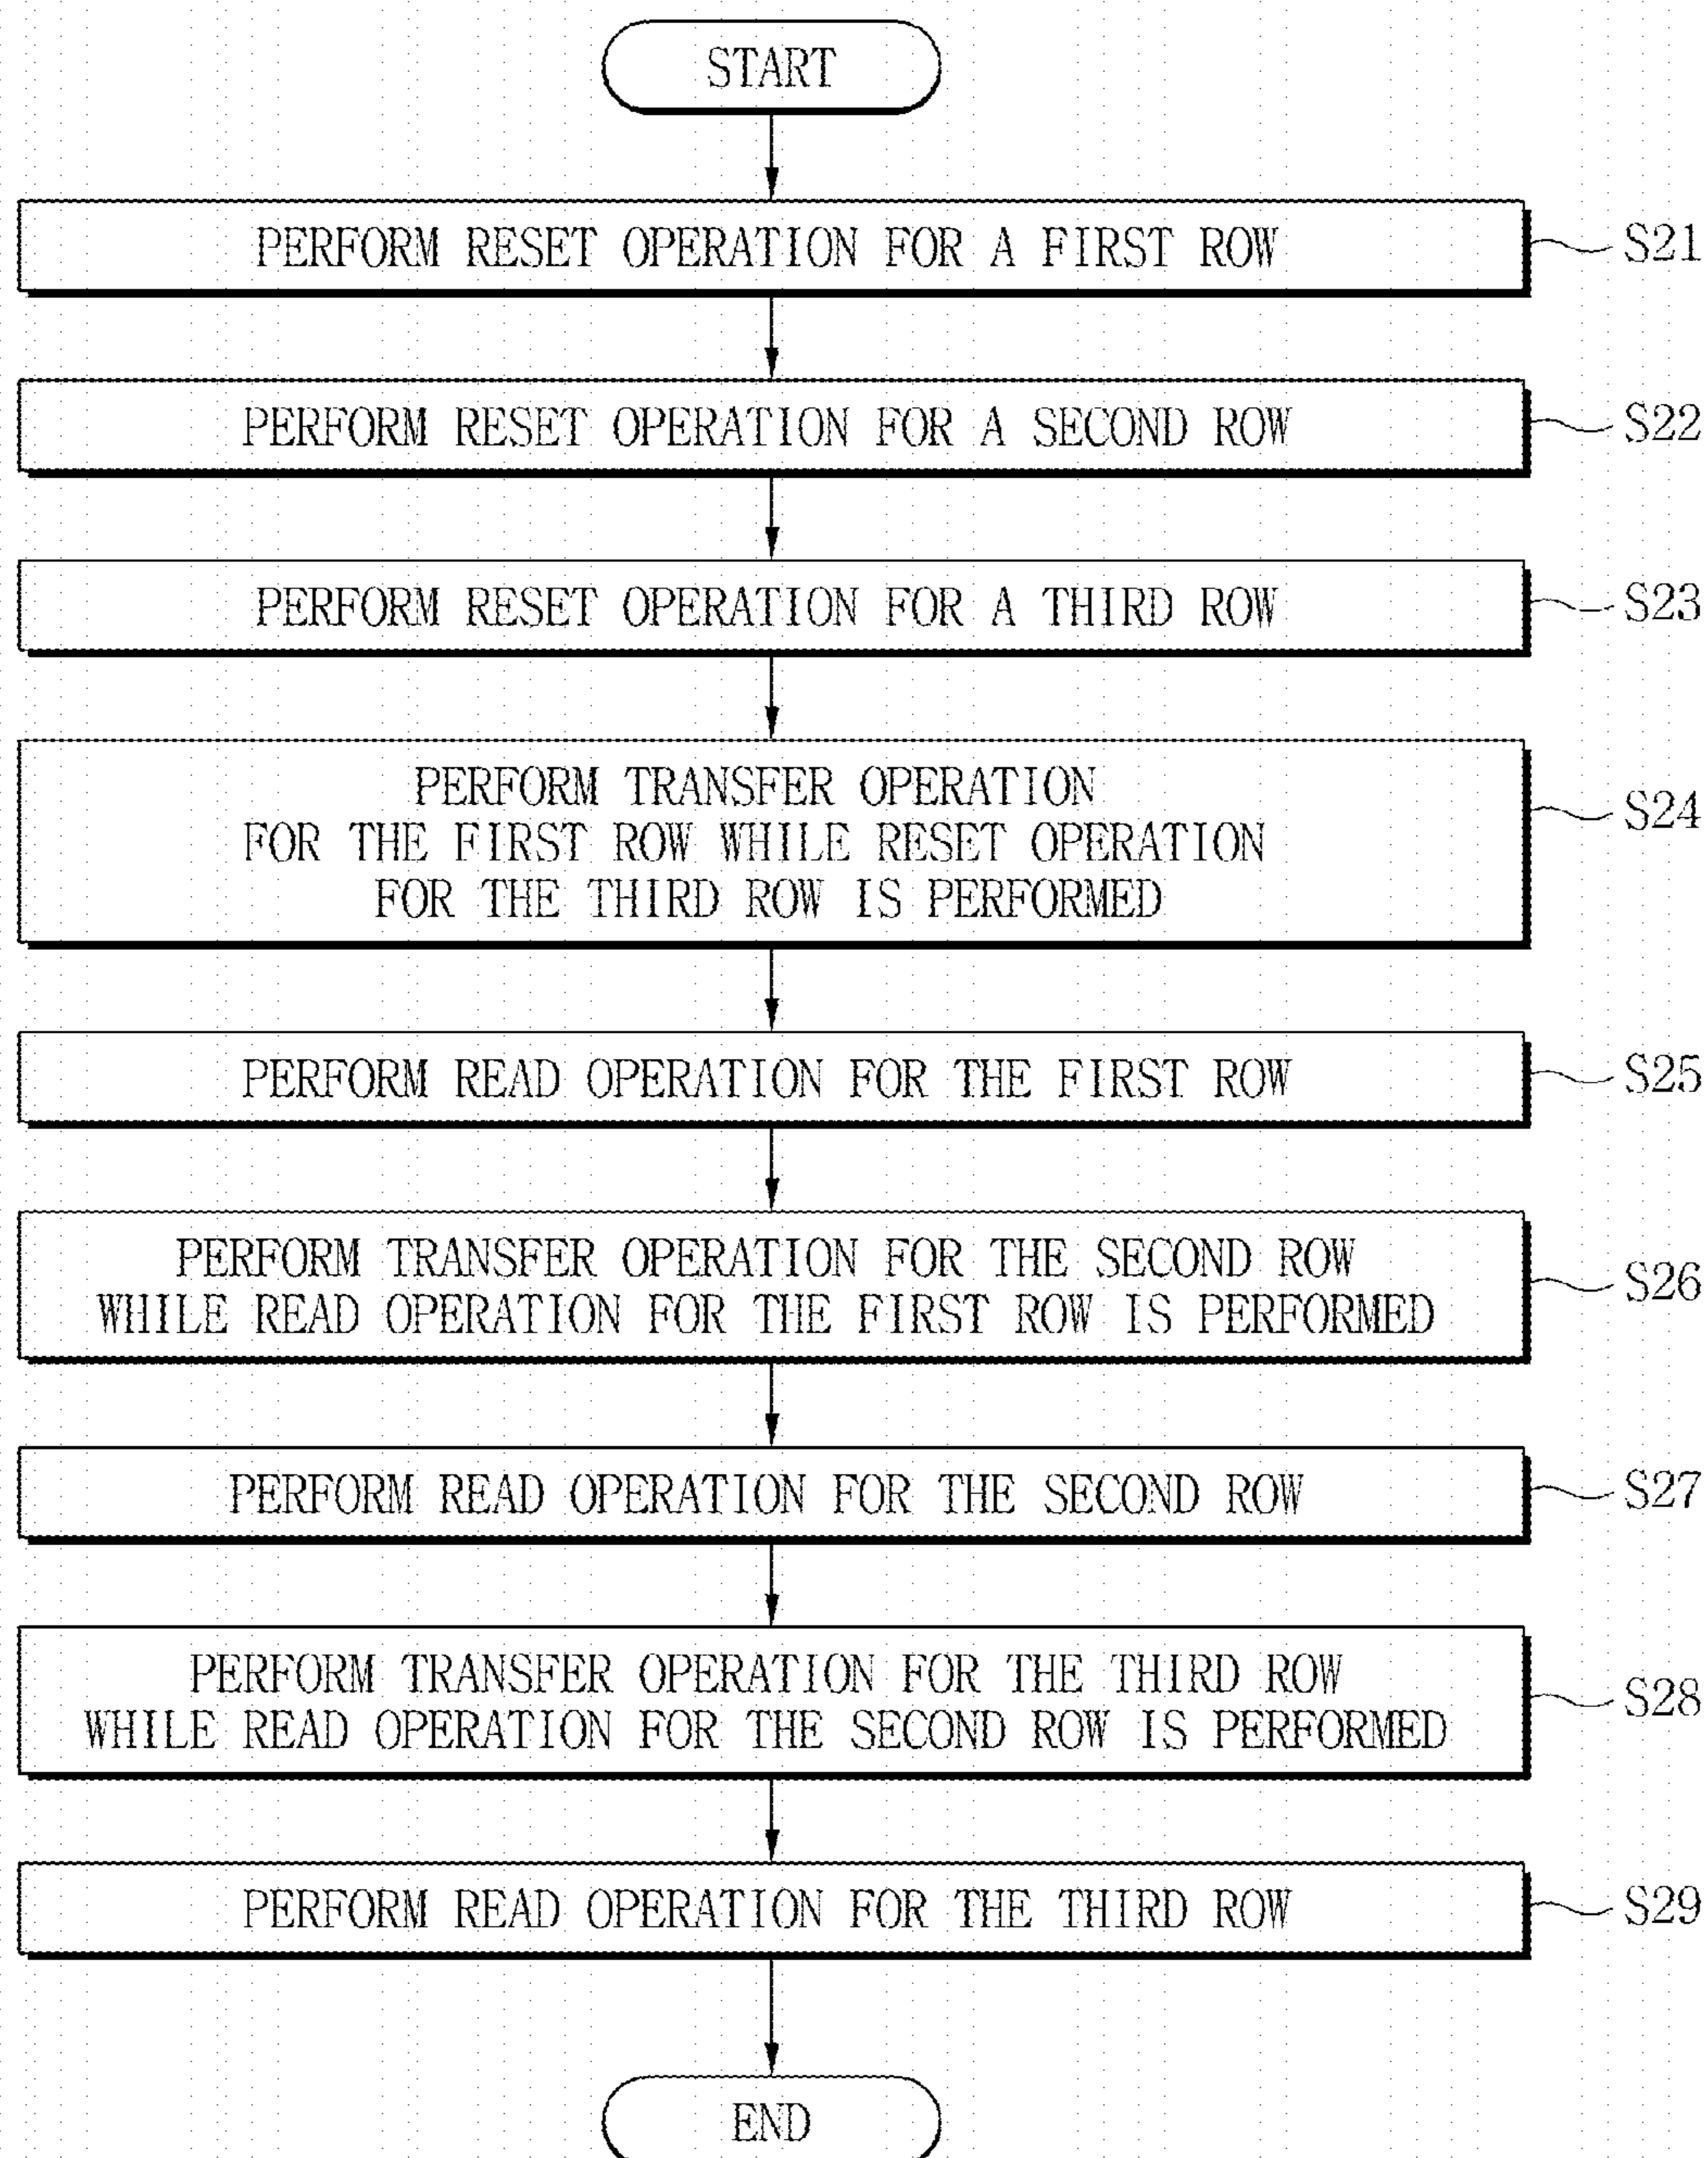 START
PERFORM RESET OPERATION FOR A FIRST ROW
S21
PERFORM RESET OPERATION FOR A SECOND ROW
S22
PERFORM RESET OPERATION FOR A THIRD ROW
S23
PERFORM TRANSFER OPERATION
FOR THE FIRST ROW WHILE RESET OPERATION
FOR THE THIRD ROW IS PERFORMED
S24
PERFORM READ OPERATION FOR THE FIRST ROW
S25
PERFORM TRANSFER OPERATION FOR THE SECOND ROW
WHILE READ OPERATION FOR THE FIRST ROW IS PERFORMED
S26
PERFORM READ OPERATION FOR THE SECOND ROW
S27
PERFORM TRANSFER OPERATION FOR THE THIRD ROW
WHILE READ OPERATION FOR THE SECOND ROW IS PERFORMED
S28
PERFORM READ OPERATION FOR THE THIRD ROW
S29
END